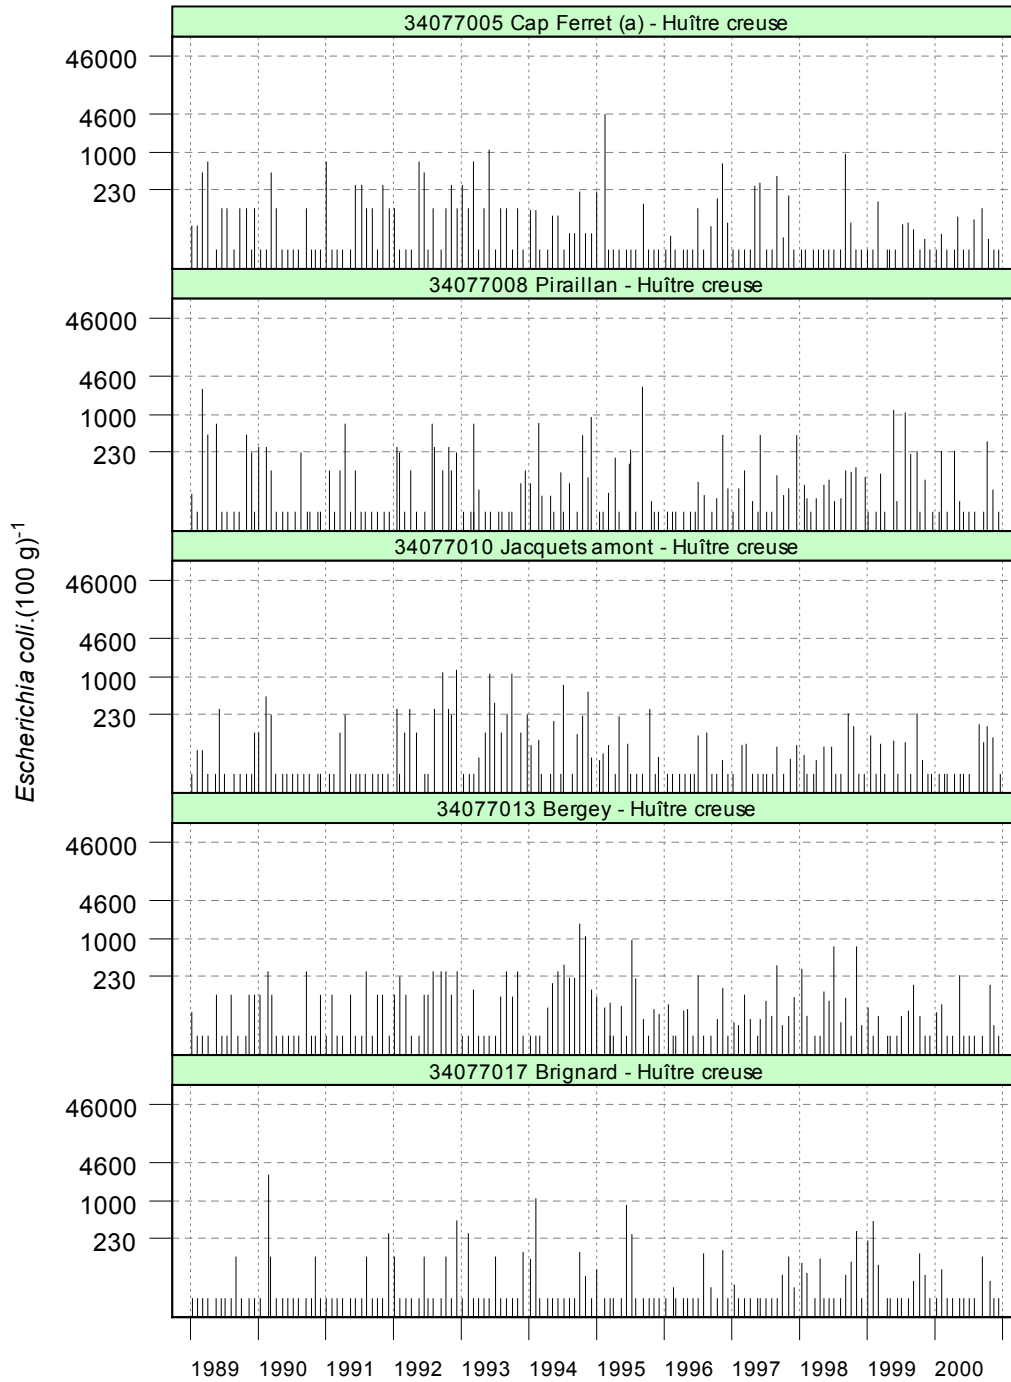 34077005 Cap Ferret (a) - Huître creuse
46000
4600
1000
230
34077008 Piraillan - Huître creuse
46000
4600
1000
230
34077010 Jacquets amont - Huître creuse
46000
4600
1000
230
34077013 Bergey - Huître creuse
46000
4600
1000
230
34077017 Brignard - Huître creuse
46000
4600
1000
230
Escherichia coli.(100 g)-1
1989 1990 1991 1992 1993 1994 1995 1996 1997 1998 1999 2000